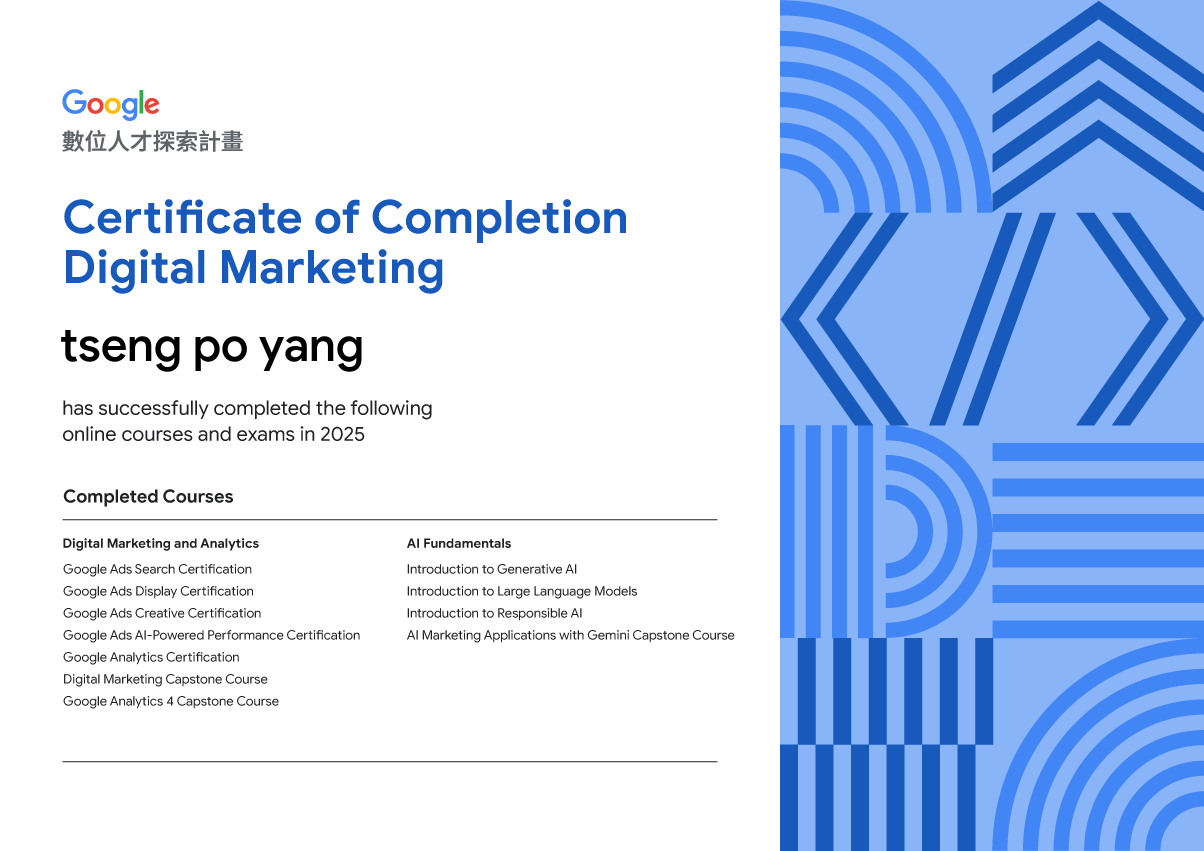 Google
數位人才探索計畫
Certificate of Completion
Digital Marketing
tseng po yang
has successfully completed the following
online courses and exams in 2025
Completed Courses
Digital Marketing and Analytics
Google Ads Search Certification
Google Ads Display Certification
Google Ads Creative Certification
Google Ads AI-Powered Performance Certification
Google Analytics Certification
Digital Marketing Capstone Course
Google Analytics 4 Capstone Course
AI Fundamentals
Introduction to Generative AI
Introduction to Large Language Models
Introduction to Responsible AI
AI Marketing Applications with Gemini Capstone Course